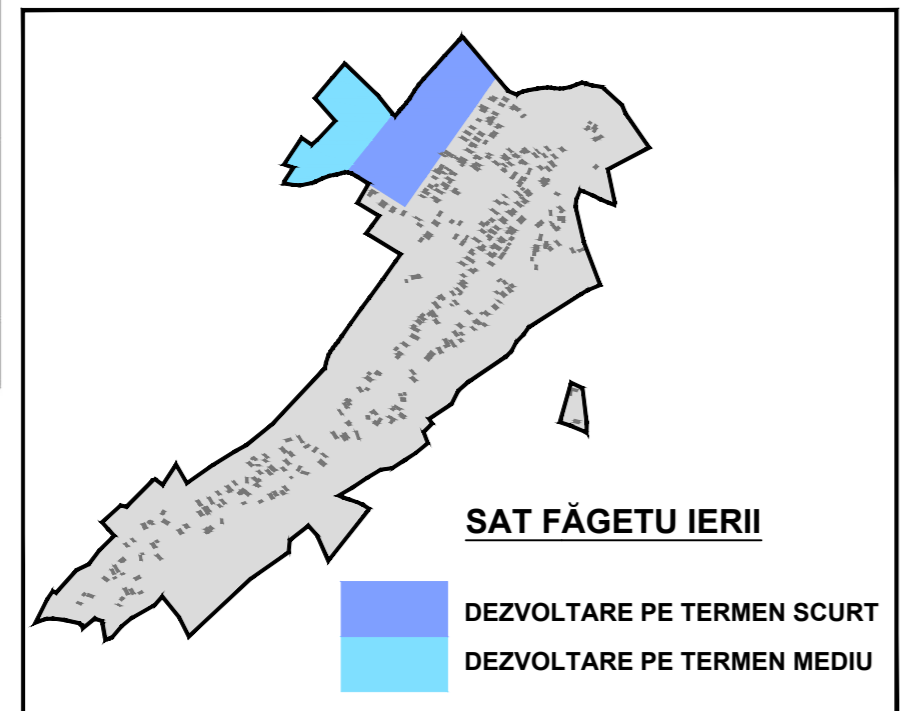 SAT FĂGETU IERII
DEZVOLTARE PE TERMEN SCURT
DEZVOLTARE PE TERMEN MEDIU